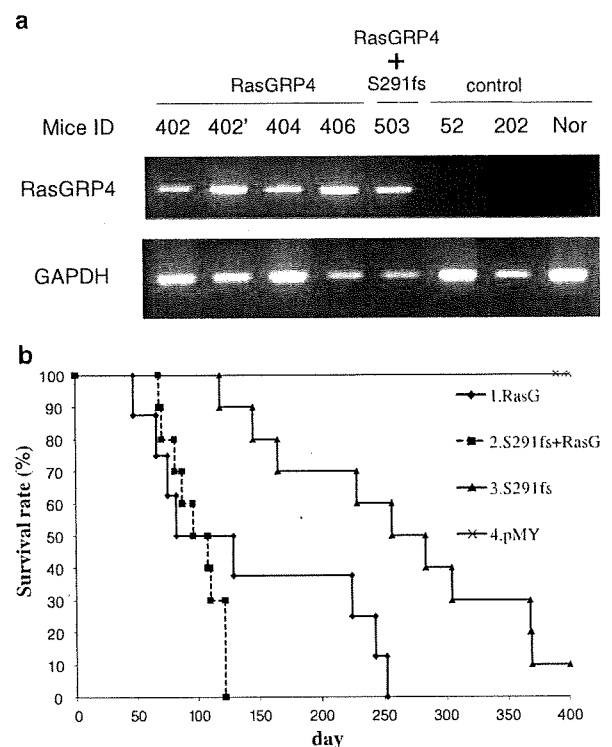 a
RasGRP4
+
RasGRP4 S291fs control
Mice ID 402 402' 404 406 503 52 202 Nor
RasGRP4
GAPDH
b
100
90
80
70
60
50
40
30
20
10
0
Survival rate (%)
1.RasG
2.S291fs+RasG
3.S291fs
4.pMY
0 50 100 150 200 250 300 350 400
day